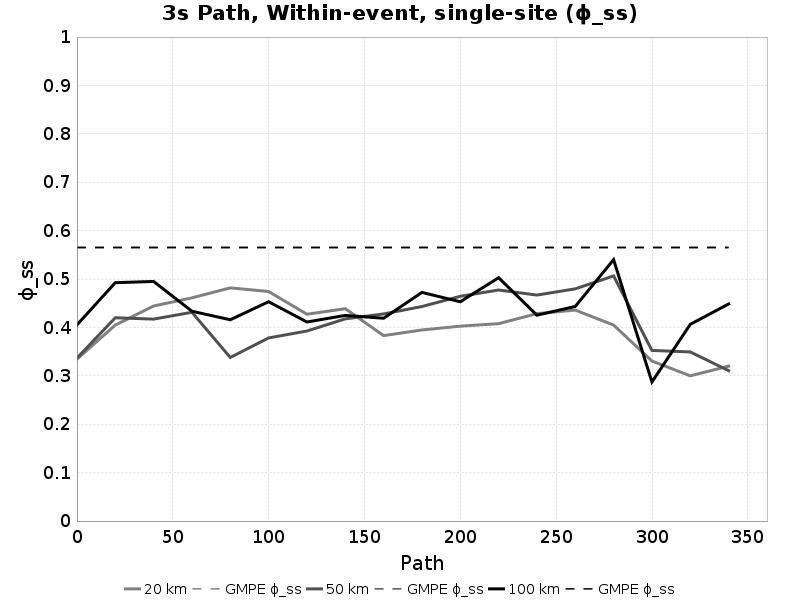 3s Path, Within-event, single-site (ϕ_ss)
1
0.9
0.8
0.7
0.6
0.5
0.4
0.3
0.2
0.1
0
ϕ_ss
0 50 100 150 200 250 300 350
Path
20 km GMPE ϕ_ss 50 km GMPE ϕ_ss 100 km GMPE ϕ_ss